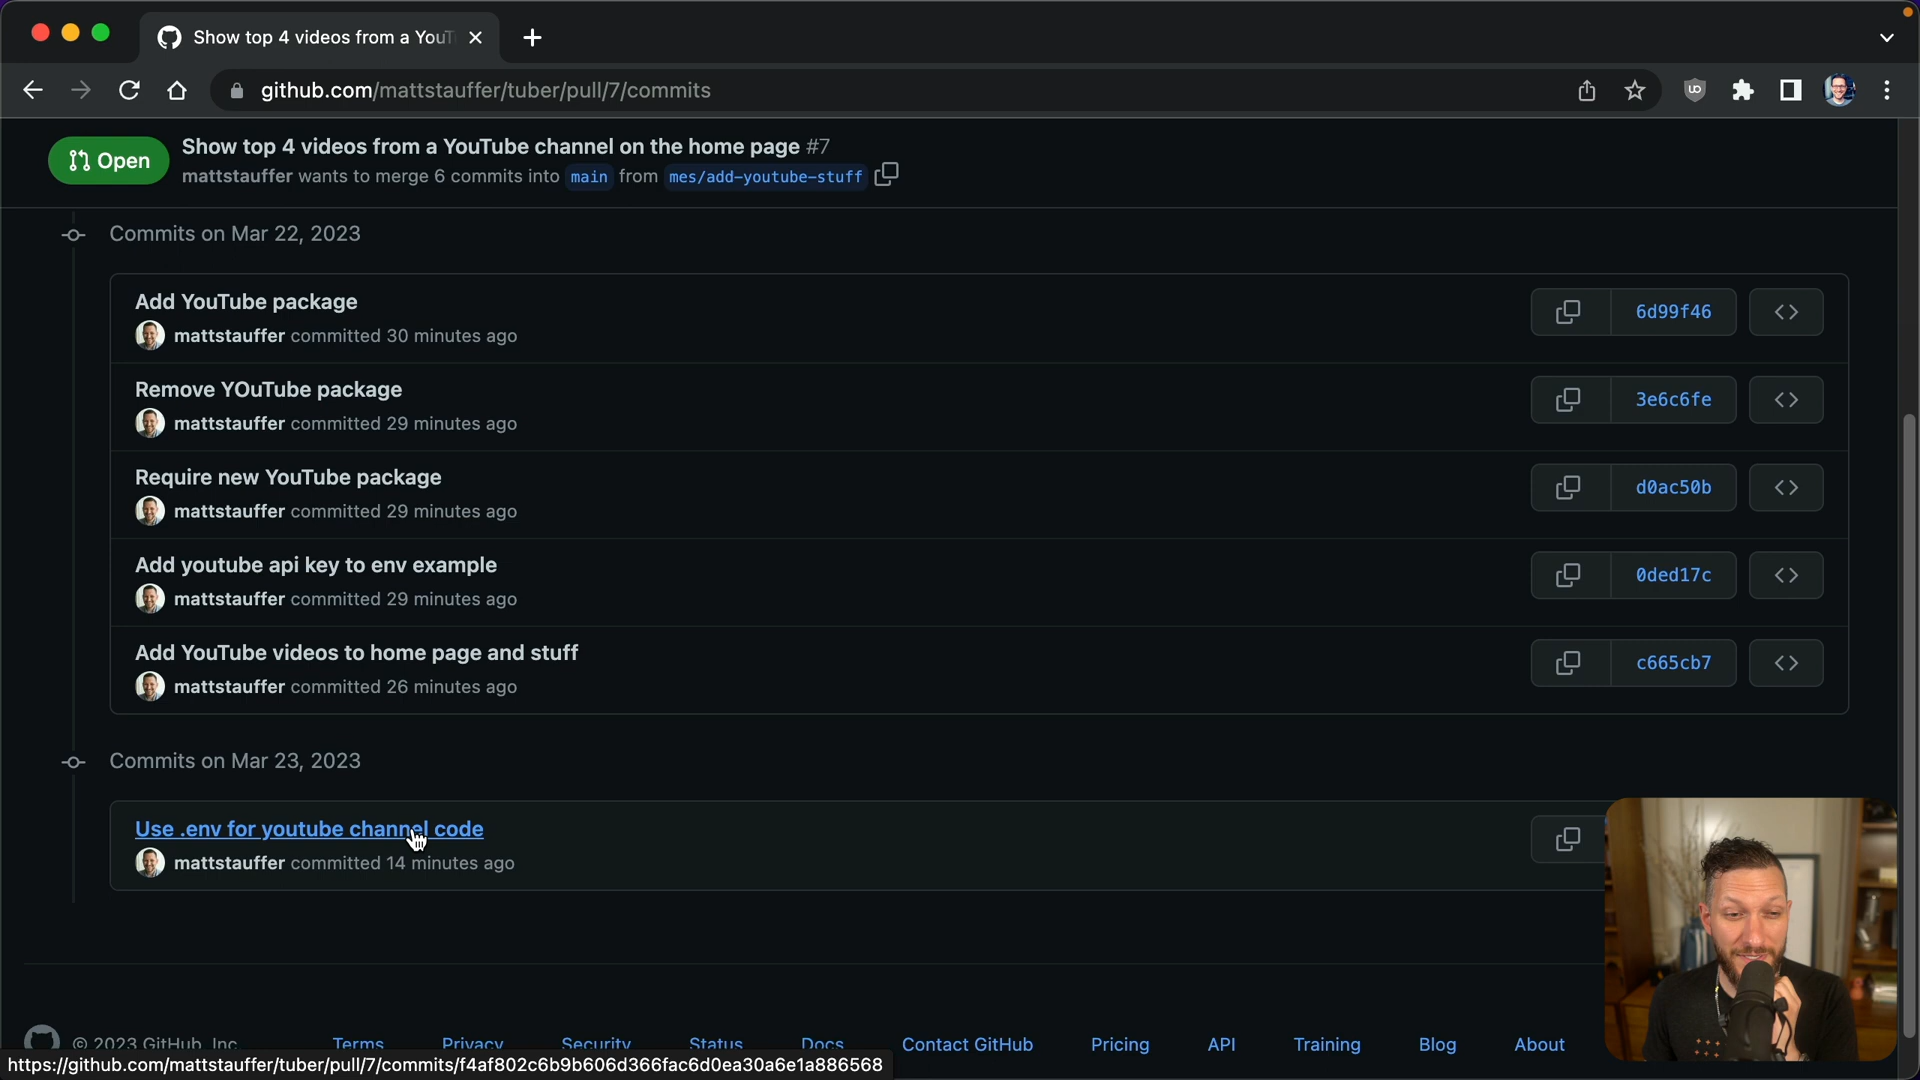 Show top 4 videos from a YouT
github.com/mattstauffer/tuber/pull/7/commits
Open
Show top 4 videos from a YouTube channel on the home page #7
mattstauffer wants to merge 6 commits into main from mes/add-youtube-stuff
Commits on Mar 22, 2023
Add YouTube package
mattstauffer committed 30 minutes ago
6d99f46
Remove YOuTube package
mattstauffer committed 29 minutes ago
3e6c6fe
Require new YouTube package
mattstauffer committed 29 minutes ago
d0ac50b
Add youtube api key to env example
mattstauffer committed 29 minutes ago
0ded17c
Add YouTube videos to home page and stuff
mattstauffer committed 26 minutes ago
c665cb7
Commits on Mar 23, 2023
Use .env for youtube channel code
mattstauffer committed 14 minutes ago
© 2023 GitHub, Inc. Terms Privacy Security Status Docs Contact GitHub Pricing API Training Blog About
https://github.com/mattstauffer/tuber/pull/7/commits/f4af802c6b9b606d366fac6d0ea30a6e1a886568